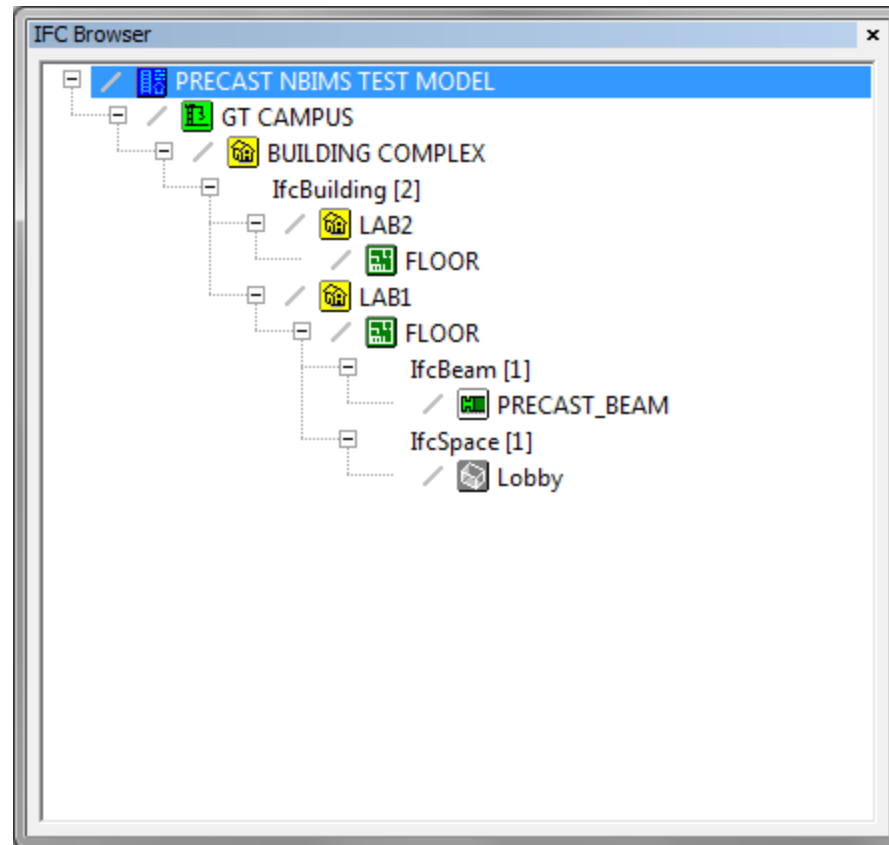 IFC Browser
PRECAST NBIMS TEST MODEL
GT CAMPUS
BUILDING COMPLEX
IfcBuilding [2]
LAB2
FLOOR
LAB1
FLOOR
IfcBeam [1]
PRECAST_BEAM
IfcSpace [1]
Lobby